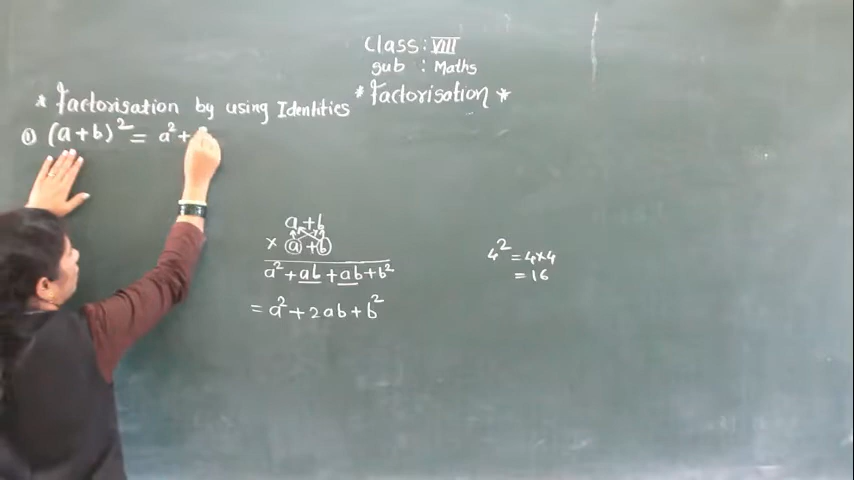 Class: VIII
Sub : Maths
* Factorisation *
* Factorisation by using Identities
① (a+b)² = a²+
a+b
× a+b
a²+ab+ab+b²
= a²+2ab+b²
4² = 4×4
= 16